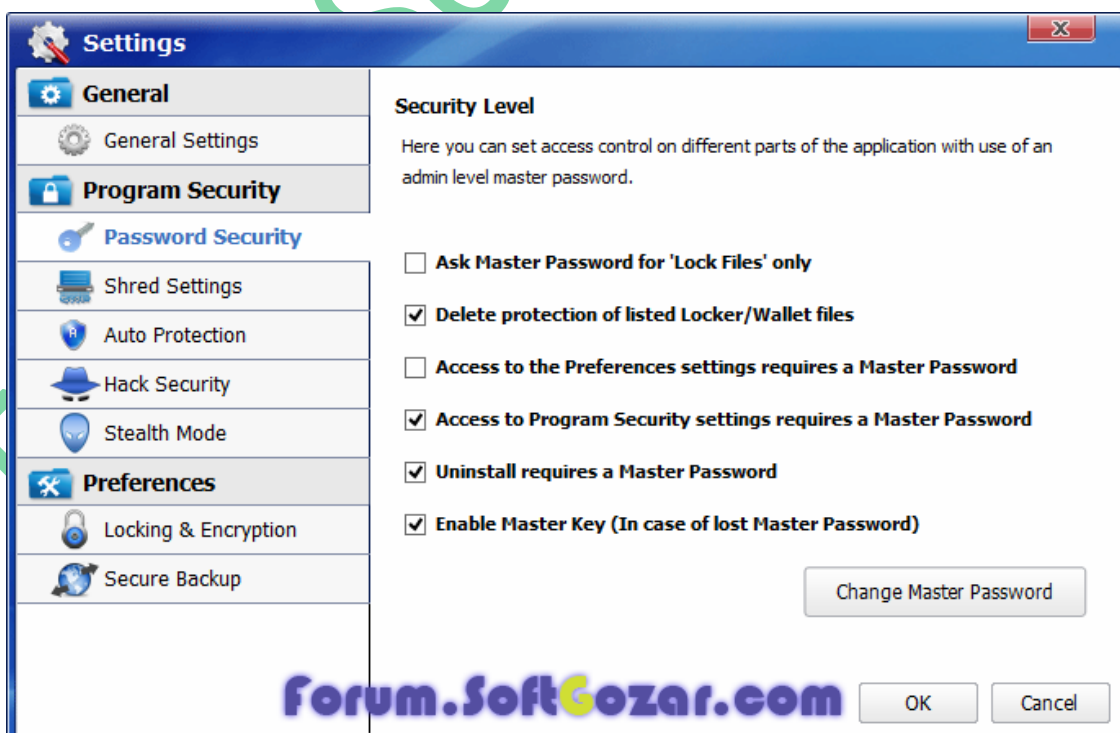 Settings
General
General Settings
Program Security
Password Security
Shred Settings
Auto Protection
Hack Security
Stealth Mode
Preferences
Locking & Encryption
Secure Backup
Security Level
Here you can set access control on different parts of the application with use of an
admin level master password.
Ask Master Password for 'Lock Files' only
Delete protection of listed Locker/Wallet files
Access to the Preferences settings requires a Master Password
Access to Program Security settings requires a Master Password
Uninstall requires a Master Password
Enable Master Key (In case of lost Master Password)
Change Master Password
Forum.SoftGozar.com
OK
Cancel